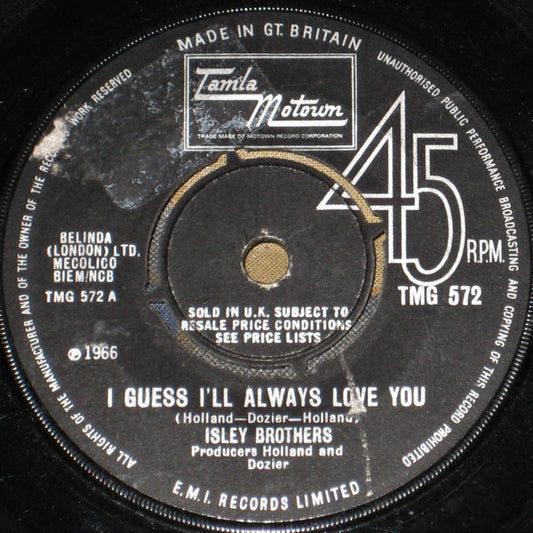 MADE IN GT. BRITAIN
UNAUTHORISED PUBLIC PERFORMANCE BROADCASTING AND COPYING OF THIS RECORD PROHIBITED
ALL RIGHTS OF THE MANUFACTURER AND OF THE OWNER OF THE RECORDED WORK RESERVED
Tamla
Motown
TRADE MARK OF MOTOWN RECORD CORPORATION
45
R.P.M.
BELINDA
(LONDON) LTD.
MECOLICO
BIEM/NCB
TMG 572 A
TMG 572
SOLD IN U.K. SUBJECT TO
RESALE PRICE CONDITIONS
SEE PRICE LISTS
℗ 1966
I GUESS I'LL ALWAYS LOVE YOU
(Holland—Dozier—Holland)
ISLEY BROTHERS
Producers Holland and
Dozier
E.M.I. RECORDS LIMITED